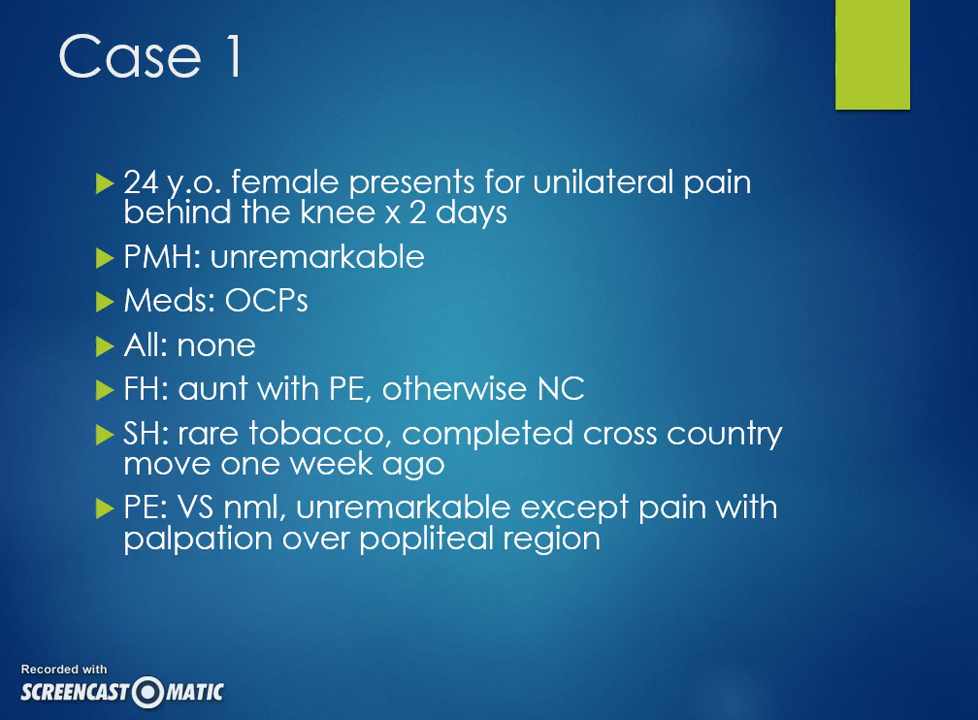 Case 1
24 y.o. female presents for unilateral pain
behind the knee x 2 days
PMH: unremarkable
Meds: OCPs
All: none
FH: aunt with PE, otherwise NC
SH: rare tobacco, completed cross country
move one week ago
PE: VS nml, unremarkable except pain with
palpation over popliteal region
Recorded with
SCREENCAST O MATIC